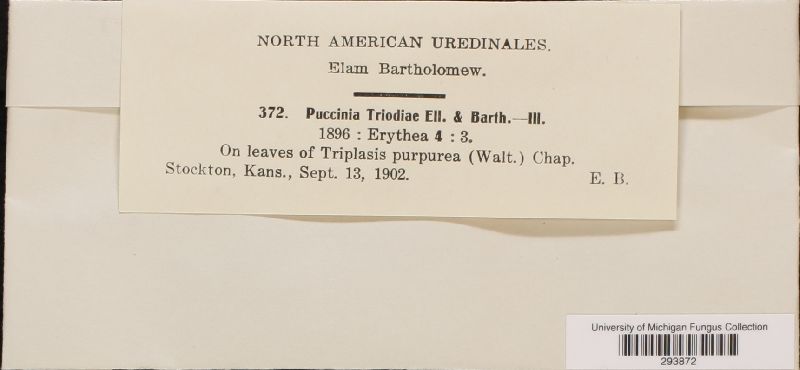 NORTH AMERICAN UREDINALES.
Elam Bartholomew.
372. Puccinia Triodiae Ell. & Barth.—III.
1896 : Erythea 4 : 3.
On leaves of Triplasis purpurea (Walt.) Chap.
Stockton, Kans., Sept. 13, 1902.
E. B.
University of Michigan Fungus Collection
293872